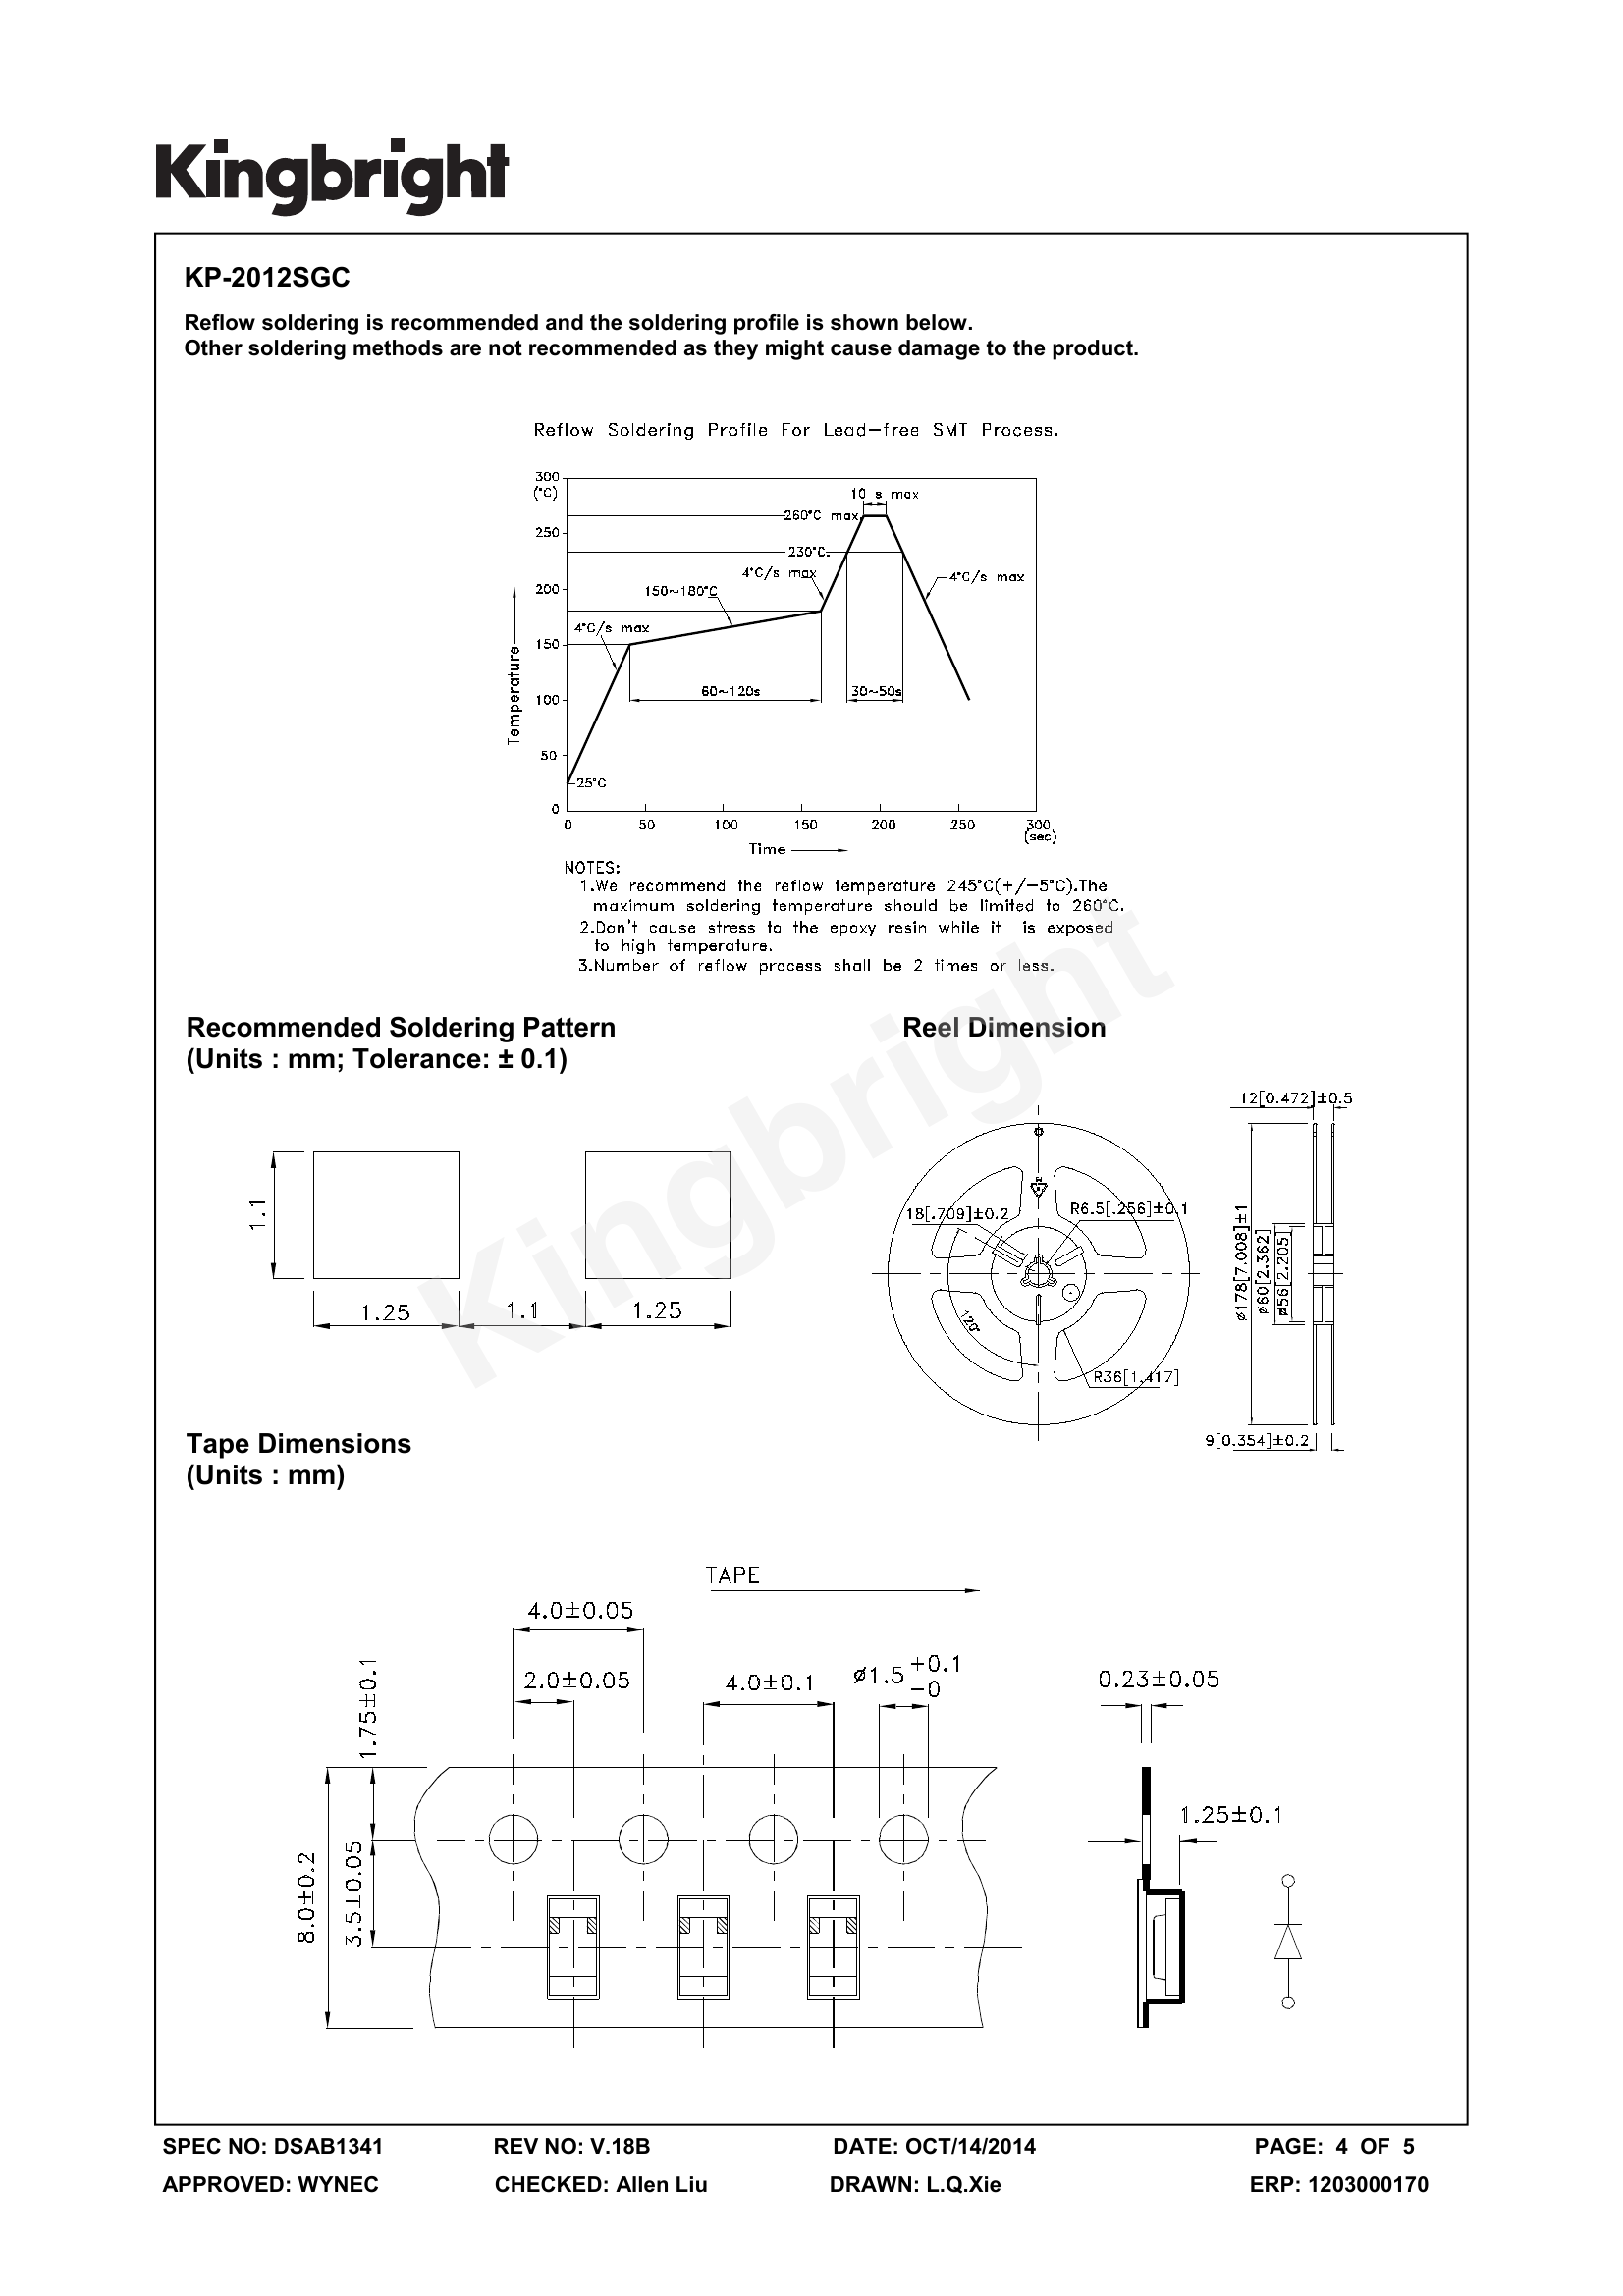 Kingbright
KP-2012SGC
Reflow soldering is recommended and the soldering profile is shown below.
Other soldering methods are not recommended as they might cause damage to the product.
Reflow Soldering Profile For Lead-free SMT Process.
300
(°C)
10 s max
260°C max.
250
230°C
4°C/s max
4°C/s max
200
150~180°C
4°C/s max
150
60~120s
30~50s
100
50
25°C
0
Temperature
0 50 100 150 200 250 300
(sec)
Time
NOTES:
1.We recommend the reflow temperature 245°C(+/-5°C).The
maximum soldering temperature should be limited to 260°C.
2.Don't cause stress to the epoxy resin while it is exposed
to high temperature.
3.Number of reflow process shall be 2 times or less.
Kingbright
Recommended Soldering Pattern
(Units : mm; Tolerance: ± 0.1)
1.1
1.25
1.1
1.25
Reel Dimension
12[0.472]±0.5
18[.709]±0.2
R6.5[.256]±0.1
120°
R36[1.417]
ø178[7.008]±1
ø60[2.362]
ø56[2.205]
9[0.354]±0.2
Tape Dimensions
(Units : mm)
TAPE
4.0±0.05
2.0±0.05
4.0±0.1
ø1.5 +0.1
-0
0.23±0.05
1.75±0.1
1.25±0.1
8.0±0.2
3.5±0.05
SPEC NO: DSAB1341 REV NO: V.18B DATE: OCT/14/2014 PAGE: 4 OF 5
APPROVED: WYNEC CHECKED: Allen Liu DRAWN: L.Q.Xie ERP: 1203000170